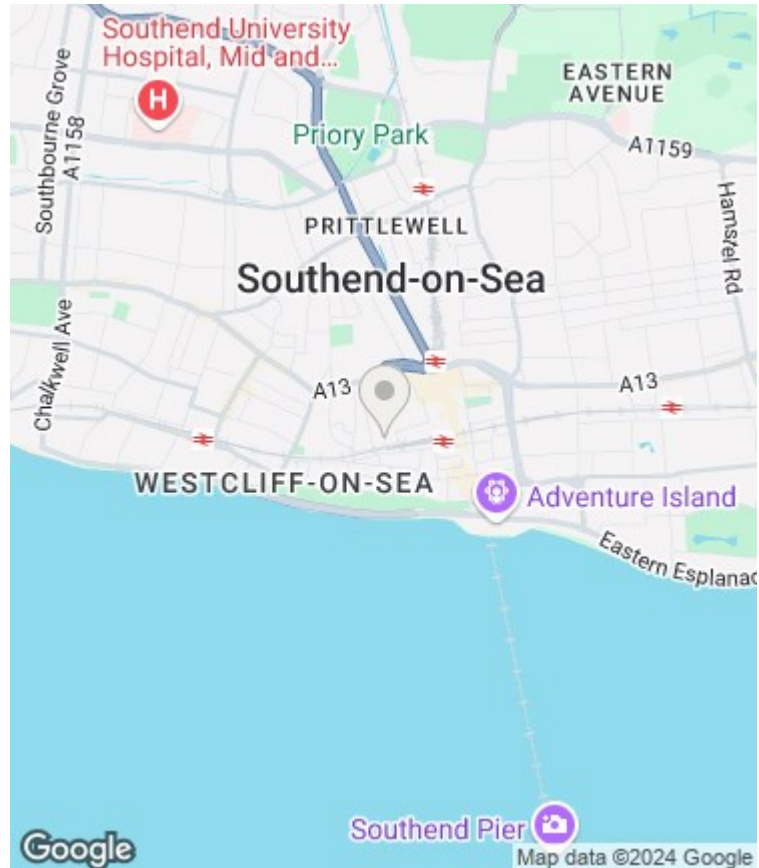 Southend University
Hospital, Mid and...
H
Southbourne Grove
A1158
EASTERN
AVENUE
Priory Park
A1159
Hamstel Rd
PRITTLEWELL
Southend-on-Sea
Chalkwell Ave
A13
A13
WESTCLIFF-ON-SEA
Adventure Island
Eastern Esplanad
Southend Pier
Google
Map data ©2024 Google